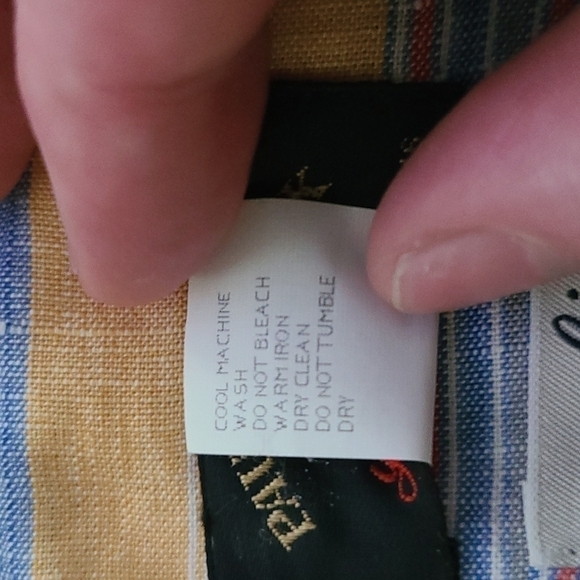 COOL MACHINE
WASH
DO NOT BLEACH
WARM IRON
DRY CLEAN
DO NOT TUMBLE
DRY